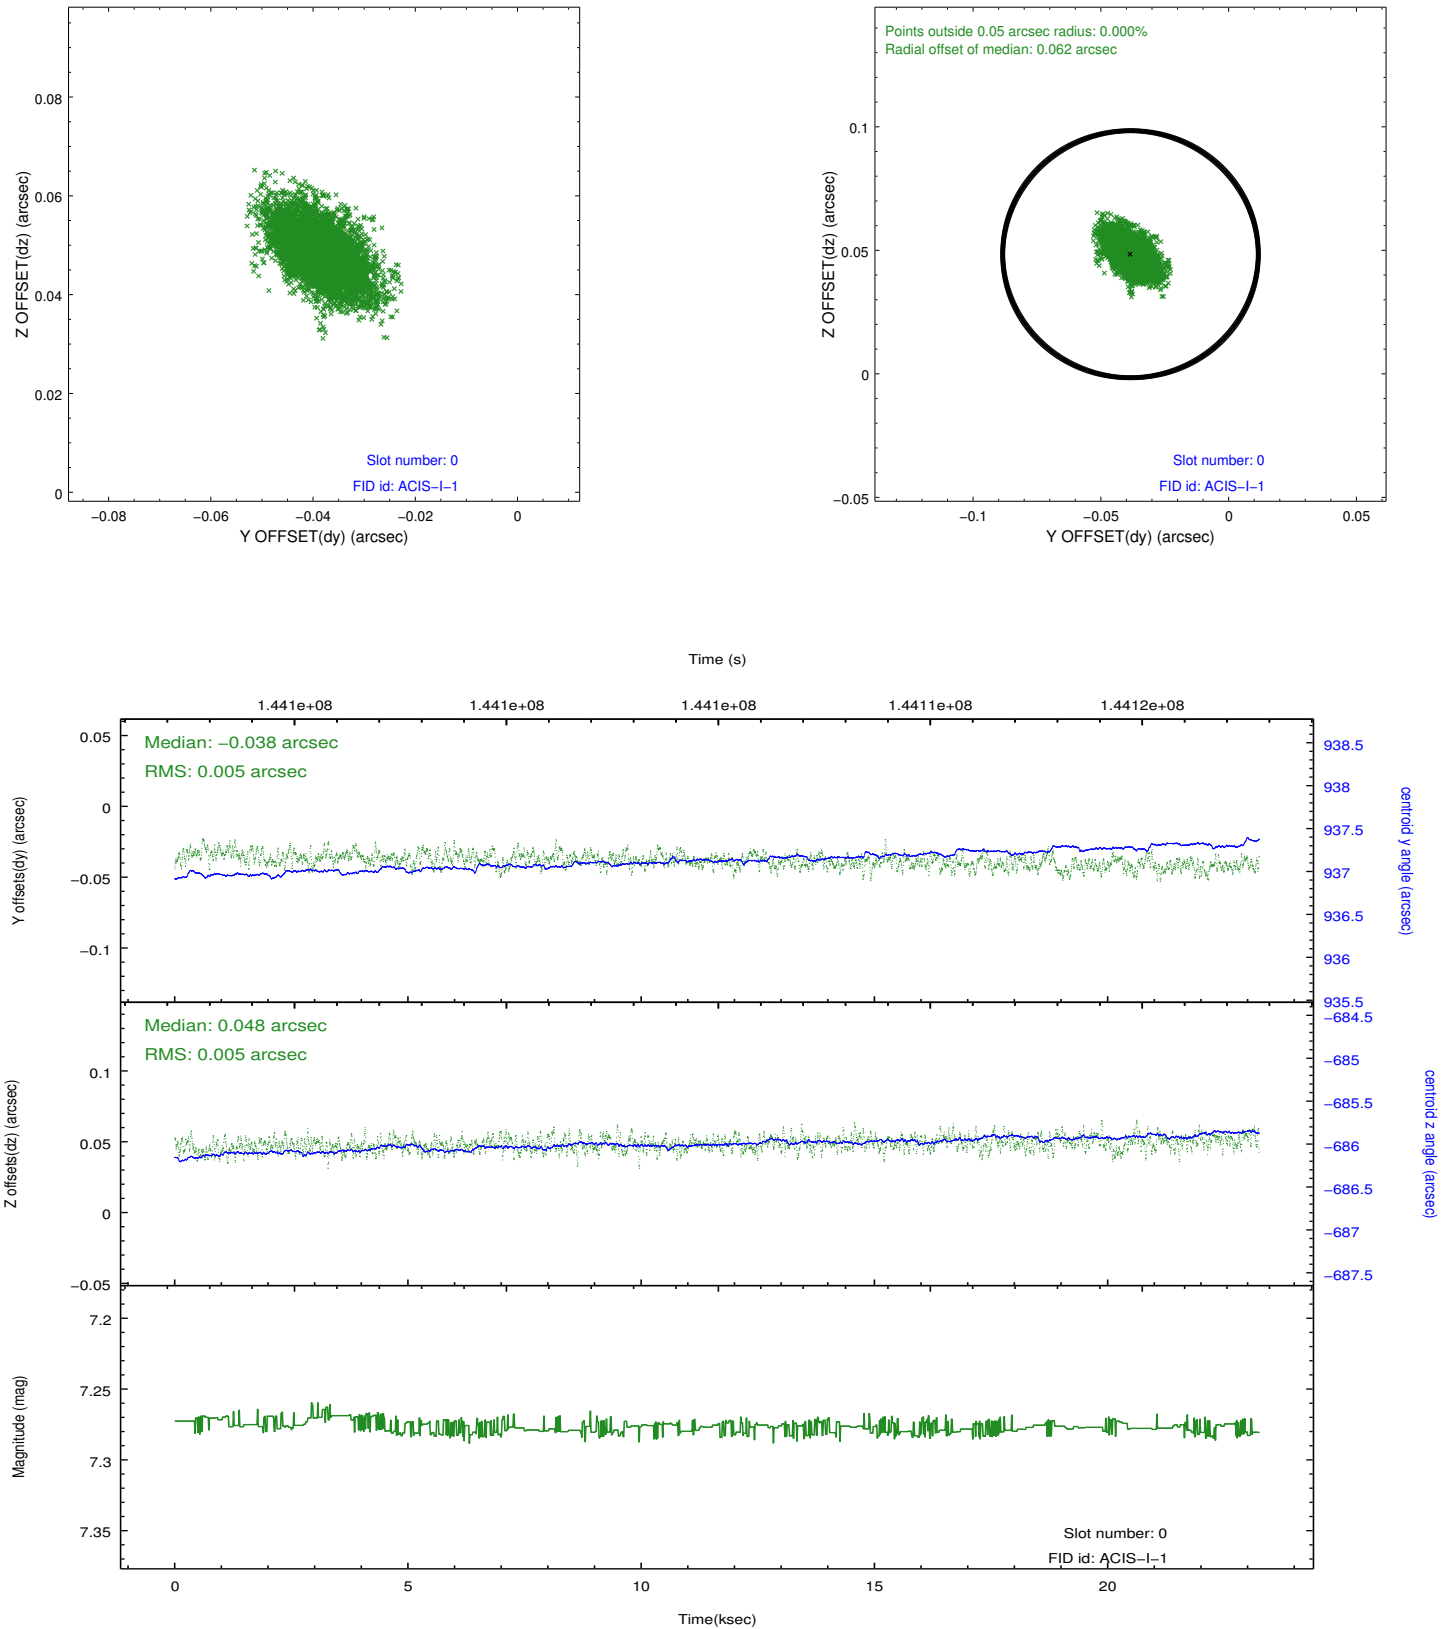 0.08
0.06
0.04
0.02
0
Z OFFSET(dz) (arcsec)
Slot number: 0
FID id: ACIS−I−1
−0.08
−0.06
−0.04
−0.02
0
Y OFFSET(dy) (arcsec)
Points outside 0.05 arcsec radius: 0.000%
Radial offset of median: 0.062 arcsec
0.1
0.05
0
−0.05
Z OFFSET(dz) (arcsec)
Slot number: 0
FID id: ACIS−I−1
−0.1
−0.05
0
0.05
Y OFFSET(dy) (arcsec)
Time (s)
1.441e+08
1.441e+08
1.441e+08
1.4411e+08
1.4412e+08
Median: −0.038 arcsec
RMS: 0.005 arcsec
0.05
0
−0.05
−0.1
Y offsets(dy) (arcsec)
938.5
938
937.5
937
936.5
936
935.5
centroid y angle (arcsec)
Median: 0.048 arcsec
RMS: 0.005 arcsec
0.1
0.05
0
−0.05
Z offsets(dz) (arcsec)
−684.5
−685
−685.5
−686
−686.5
−687
−687.5
centroid z angle (arcsec)
7.2
7.25
7.3
7.35
Magnitude (mag)
Slot number: 0
FID id: ACIS−I−1
0
5
10
15
20
Time(ksec)